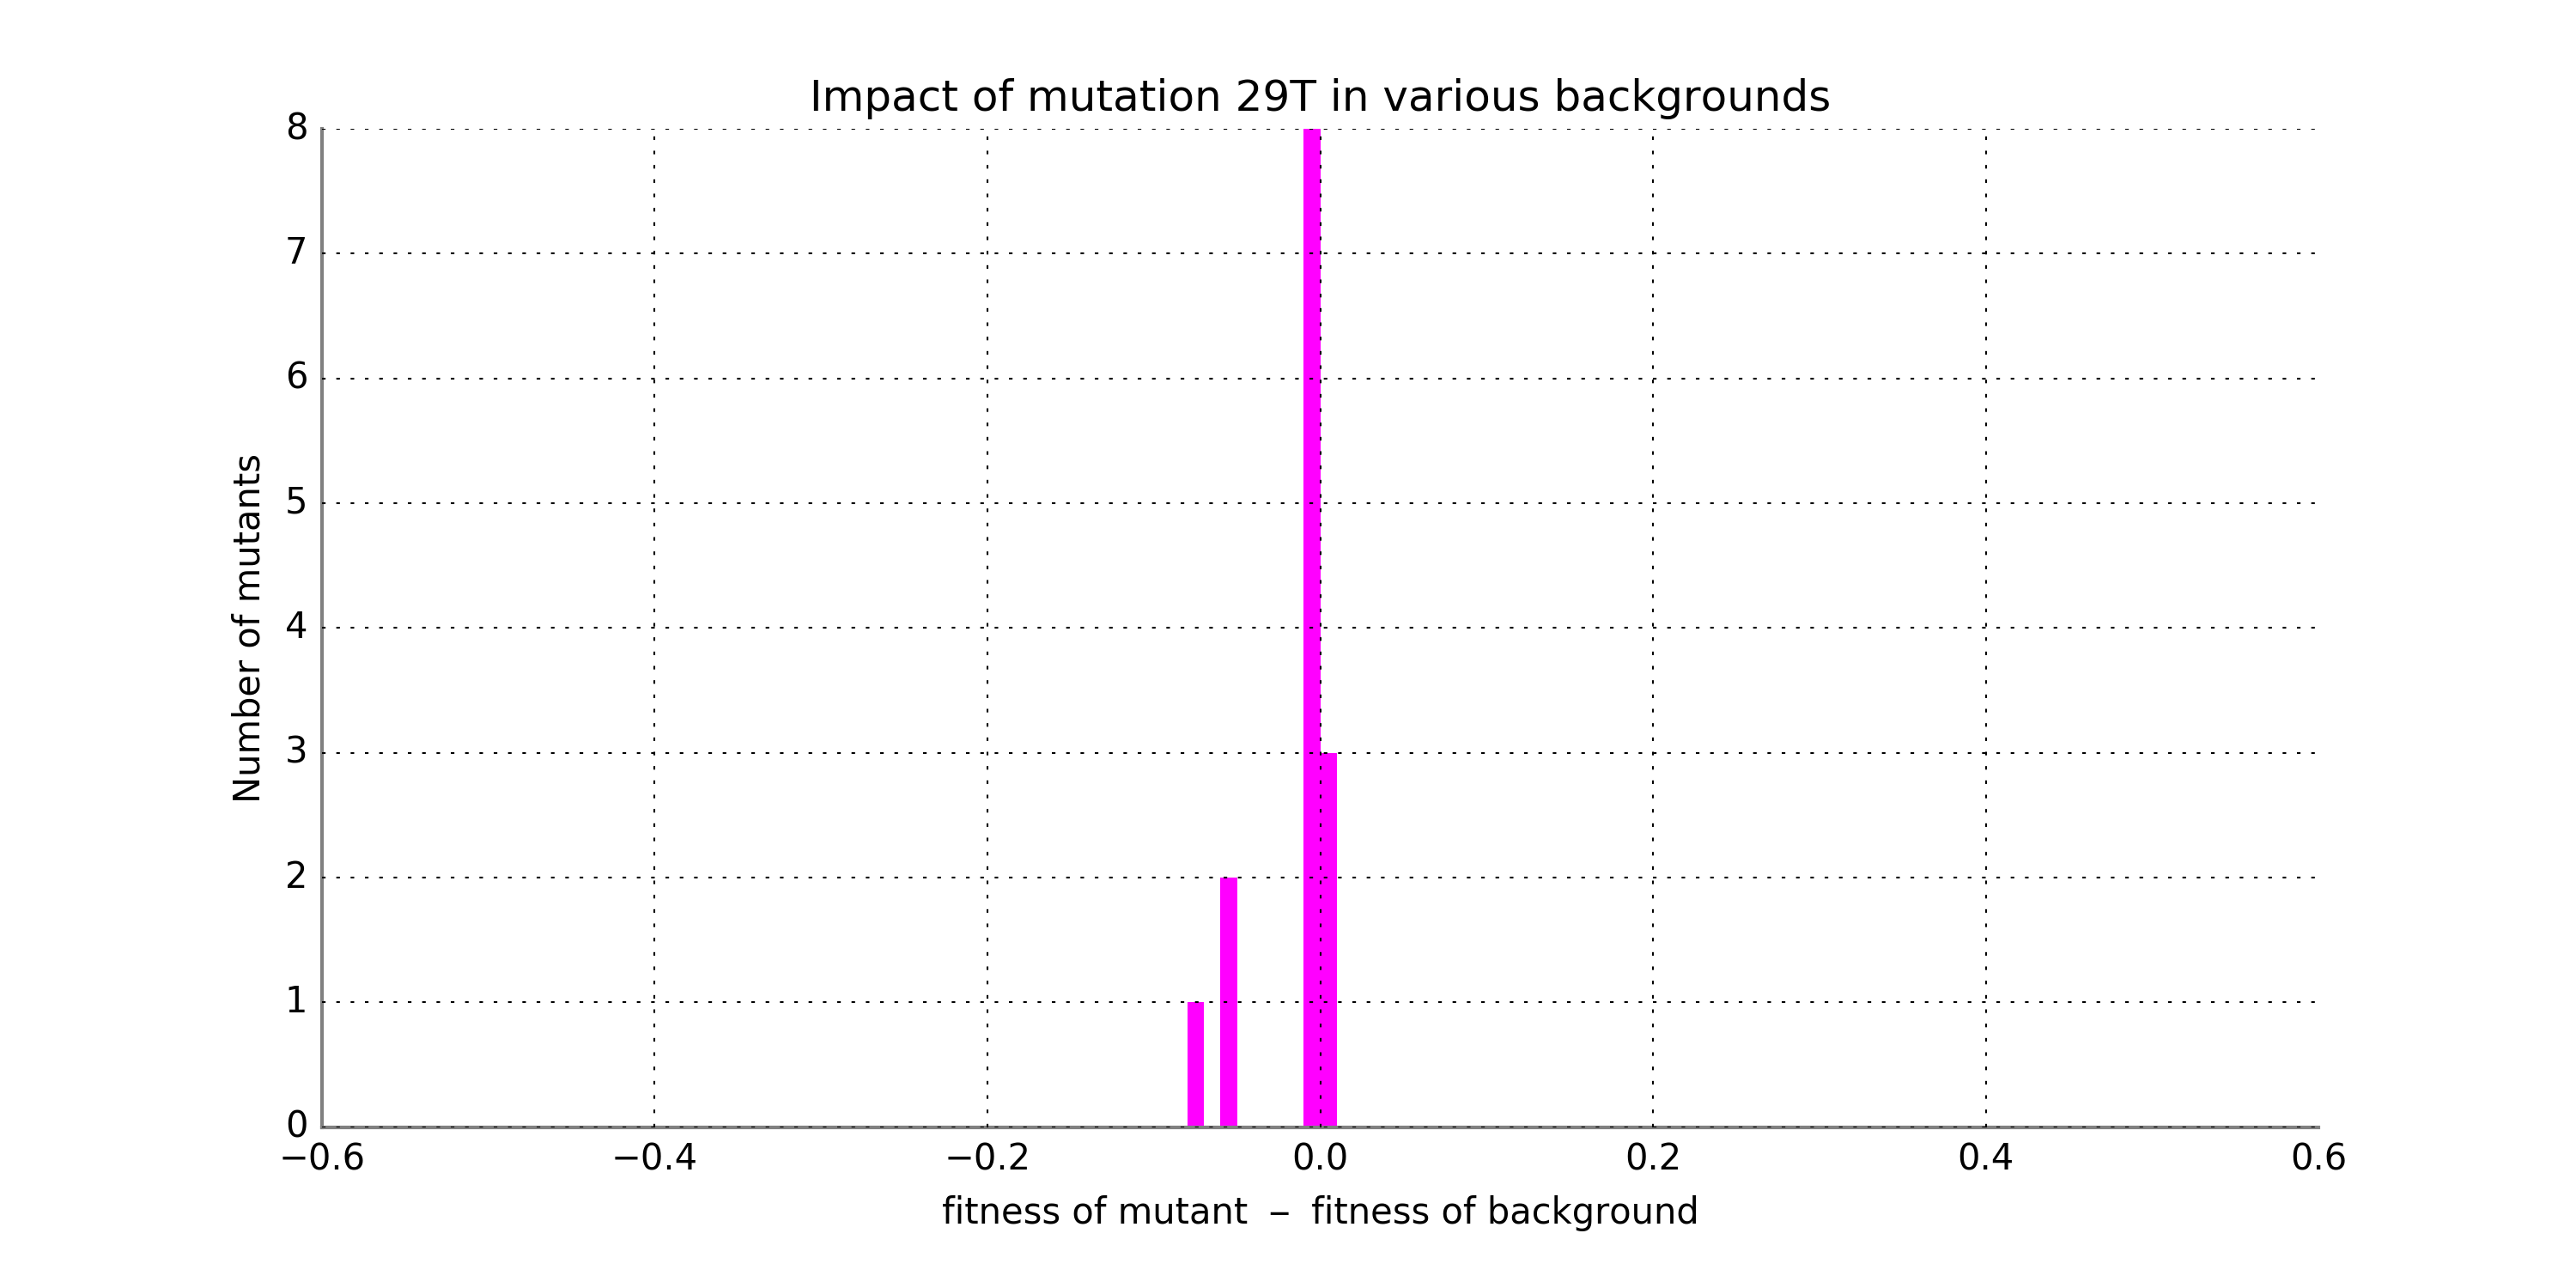 Impact of mutation 29T in various backgrounds
8
7
6
5
4
3
2
1
0
Number of mutants
−0.6 −0.4 −0.2 0.0 0.2 0.4 0.6
fitness of mutant − fitness of background